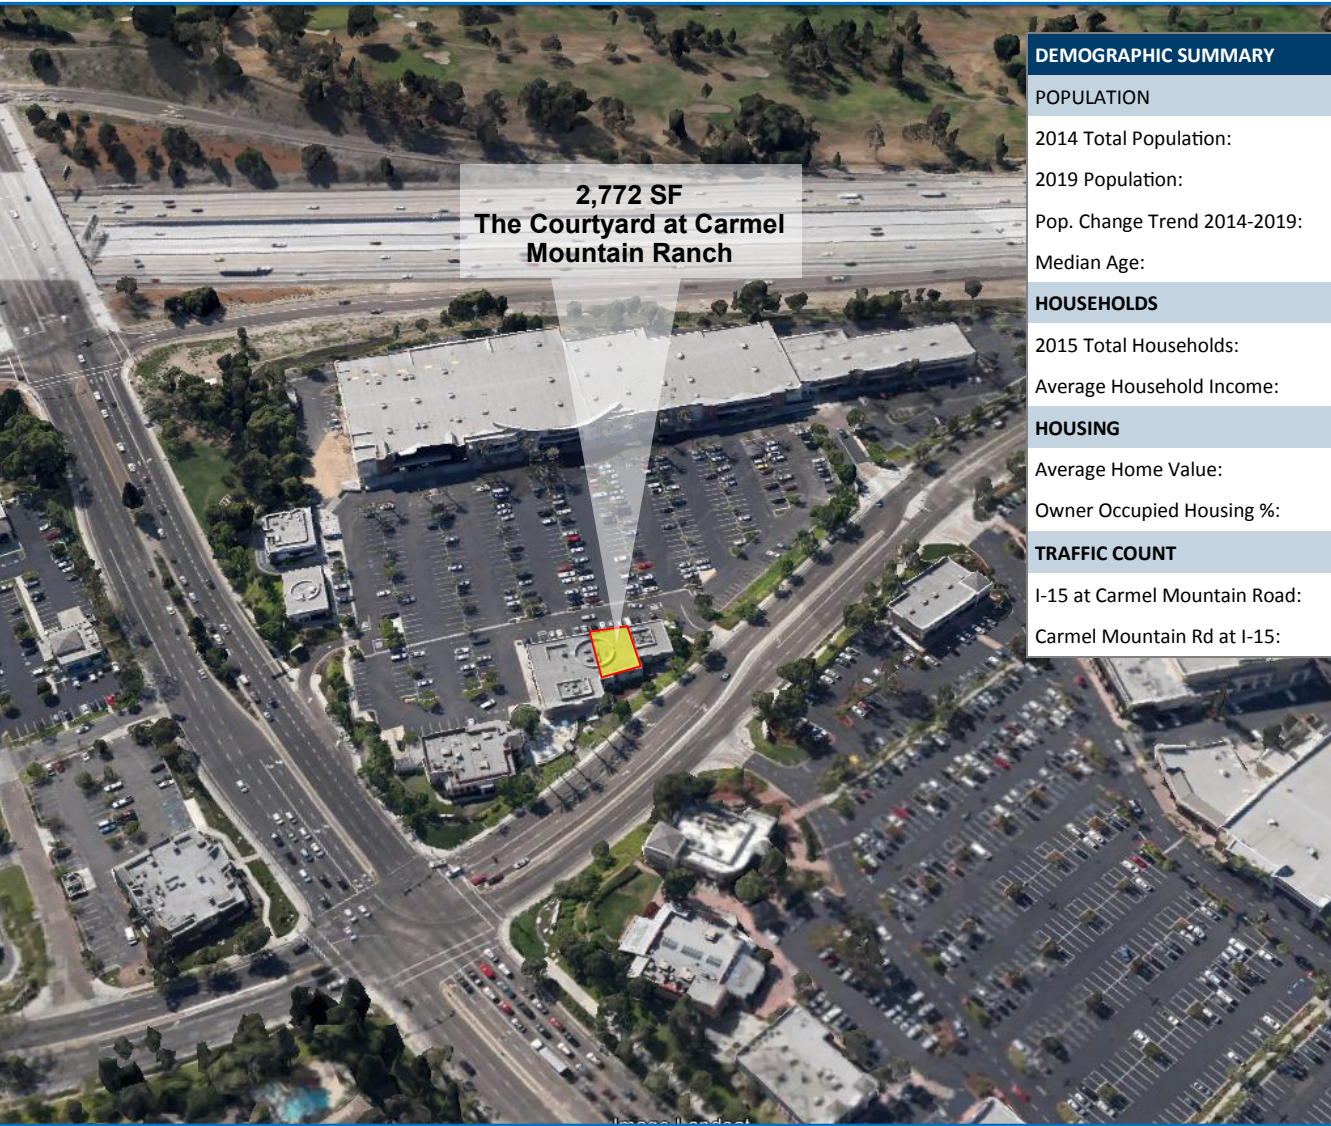 2,772 SF
The Courtyard at Carmel
Mountain Ranch
DEMOGRAPHIC SUMMARY
POPULATION
2014 Total Population:
2019 Population:
Pop. Change Trend 2014-2019:
Median Age:
HOUSEHOLDS
2015 Total Households:
Average Household Income:
HOUSING
Average Home Value:
Owner Occupied Housing %:
TRAFFIC COUNT
I-15 at Carmel Mountain Road:
Carmel Mountain Rd at I-15:
Image Landsat